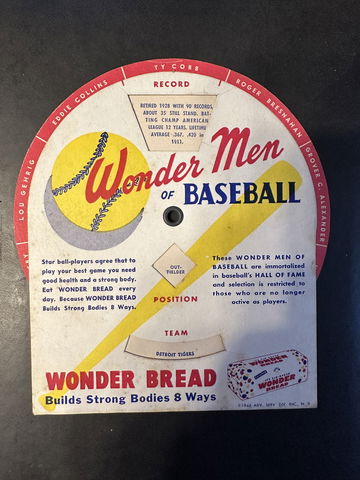 TY COBB
EDDIE COLLINS
ROGER BRESNAHAN
LOU GEHRIG
GROVER C. ALEXANDER
RECORD
RETIRED 1928 WITH 90 RECORDS,
ABOUT 35 STILL STAND. BAT-
TING CHAMP AMERICAN
LEAGUE 12 YEARS. LIFETIME
AVERAGE .367. .420 in
1911.
Wonder Men
OF BASEBALL
Star ball-players agree that to
play your best game you need
good health and a strong body.
Eat WONDER BREAD every
day. Because WONDER BREAD
Builds Strong Bodies 8 Ways.
These WONDER MEN OF
BASEBALL are immortalized
in baseball's HALL OF FAME
and selection is restricted to
those who are no longer
active as players.
OUT-
FIELDER
POSITION
TEAM
DETROIT TIGERS
WONDER BREAD
Builds Strong Bodies 8 Ways
WONDER
BREAD